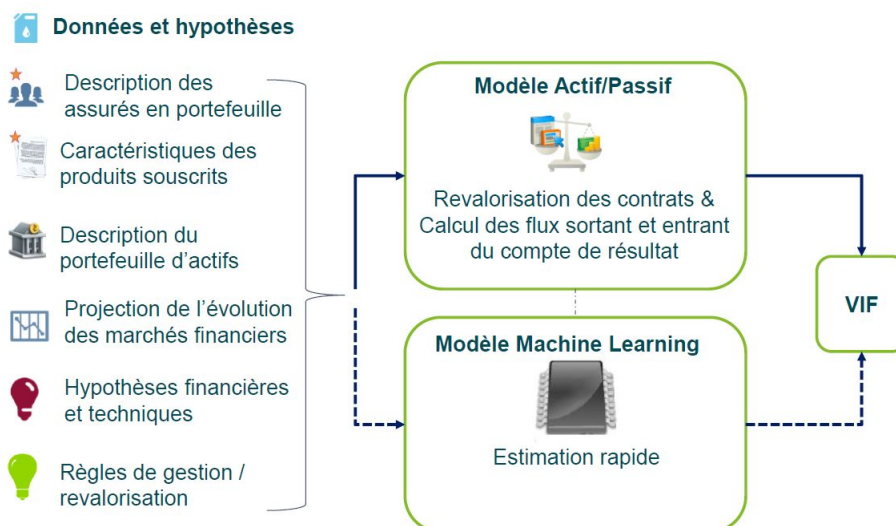 Données et hypothèses
Description des
assurés en portefeuille
Caractéristiques des
produits souscrits
Description du
portefeuille d'actifs
Projection de l'évolution
des marchés financiers
Hypothèses financières
et techniques
Règles de gestion /
revalorisation
Modèle Actif/Passif
Revalorisation des contrats &
Calcul des flux sortant et entrant
du compte de résultat
Modèle Machine Learning
Estimation rapide
VIF